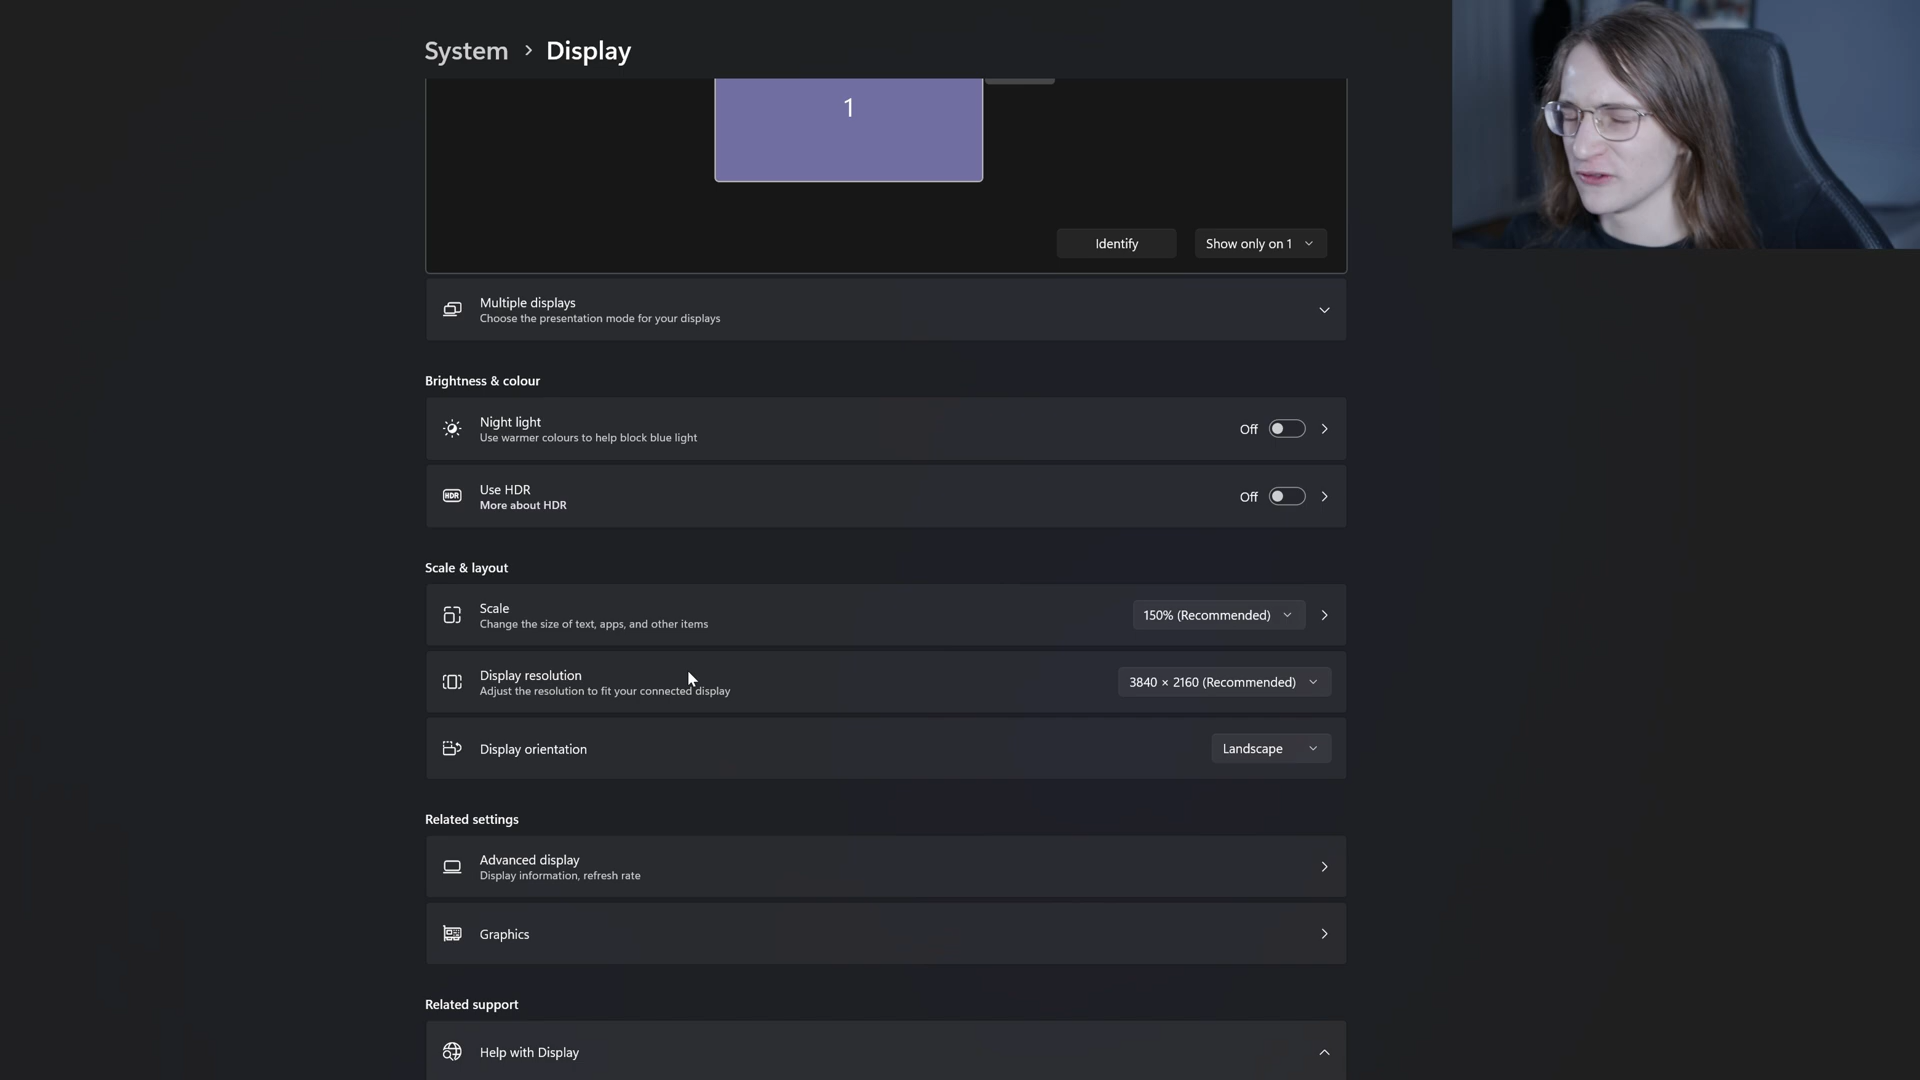 System > Display
1
Identify
Show only on 1
Multiple displays
Choose the presentation mode for your displays
Brightness & colour
Night light
Use warmer colours to help block blue light
Off
HDR
Use HDR
More about HDR
Off
Scale & layout
Scale
Change the size of text, apps, and other items
150% (Recommended)
Display resolution
Adjust the resolution to fit your connected display
3840 × 2160 (Recommended)
Display orientation
Landscape
Related settings
Advanced display
Display information, refresh rate
Graphics
Related support
Help with Display